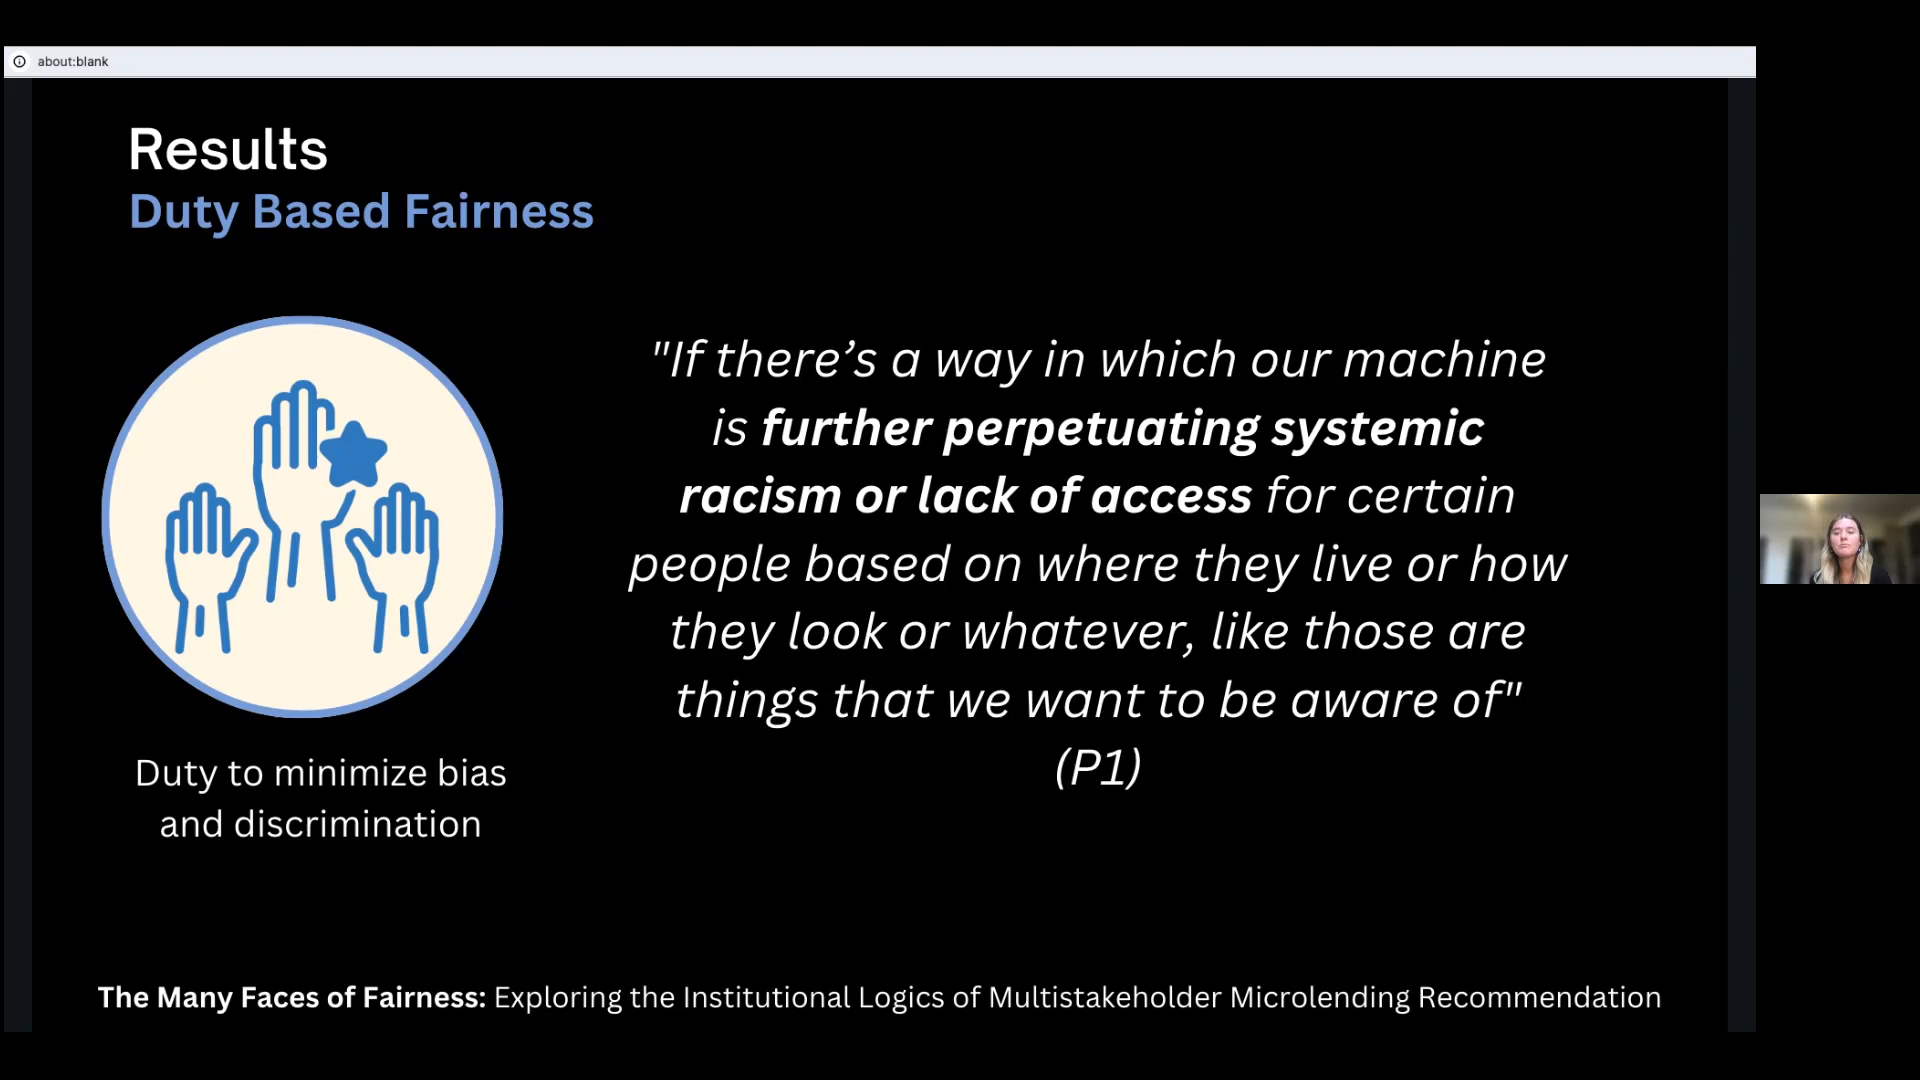 about:blank
Results
Duty Based Fairness
"If there’s a way in which our machine
is further perpetuating systemic
racism or lack of access for certain
people based on where they live or how
they look or whatever, like those are
things that we want to be aware of"
(P1)
Duty to minimize bias
and discrimination
The Many Faces of Fairness: Exploring the Institutional Logics of Multistakeholder Microlending Recommendation